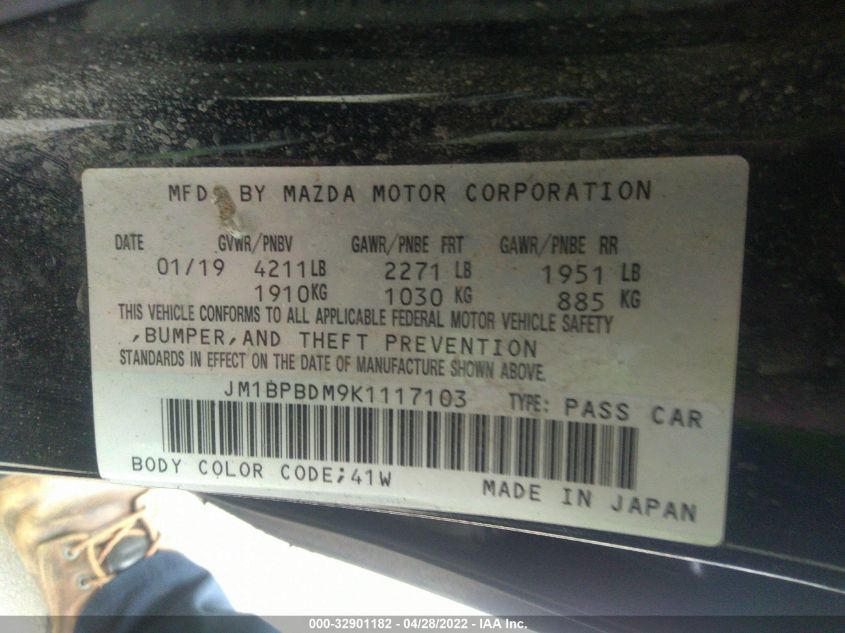 MFD BY MAZDA MOTOR CORPORATION
DATE GVWR/PNBV GAWR/PNBE FRT GAWR/PNBE RR
01/19 4211LB 2271 LB 1951 LB
1910KG 1030 KG 885 KG
THIS VEHICLE CONFORMS TO ALL APPLICABLE FEDERAL MOTOR VEHICLE SAFETY
,BUMPER,AND THEFT PREVENTION
STANDARDS IN EFFECT ON THE DATE OF MANUFACTURE SHOWN ABOVE.
JM1BPBDM9K1117103 TYPE: PASS CAR
BODY COLOR CODE;41W MADE IN JAPAN
000-32901182 - 04/28/2022 - IAA Inc.